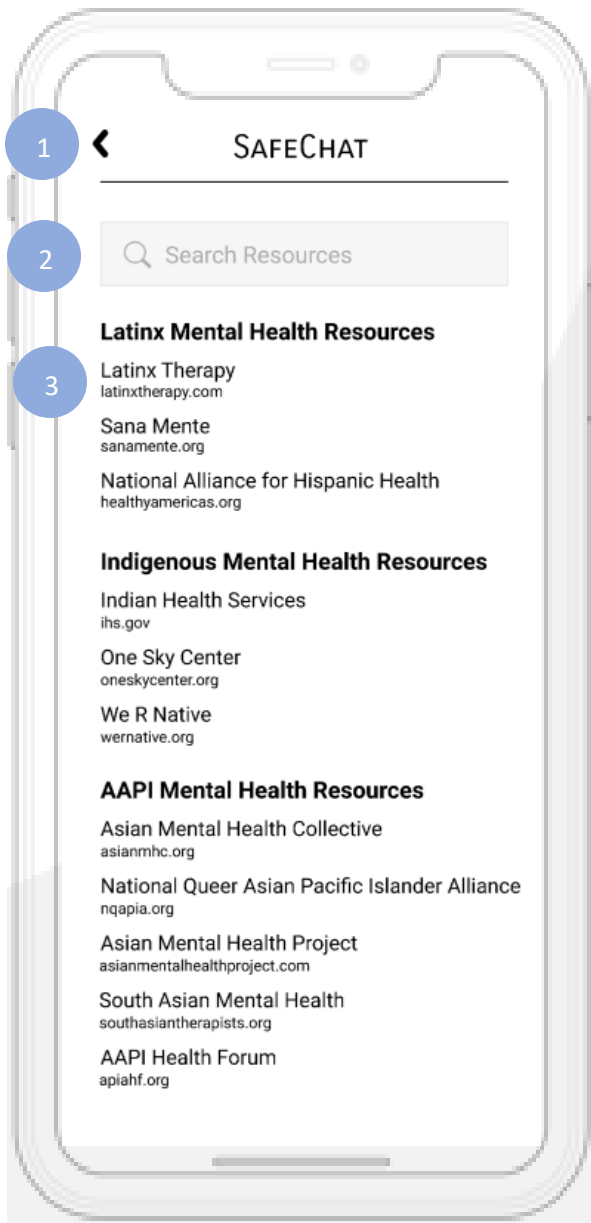 1
SAFECHAT
2
Search Resources
Latinx Mental Health Resources
3
Latinx Therapy
latinxtherapy.com
Sana Mente
sanamente.org
National Alliance for Hispanic Health
healthyamericas.org
Indigenous Mental Health Resources
Indian Health Services
ihs.gov
One Sky Center
oneskycenter.org
We R Native
wernative.org
AAPI Mental Health Resources
Asian Mental Health Collective
asianmhc.org
National Queer Asian Pacific Islander Alliance
nqapia.org
Asian Mental Health Project
asianmentalhealthproject.com
South Asian Mental Health
southasiantherapists.org
AAPI Health Forum
apiahf.org